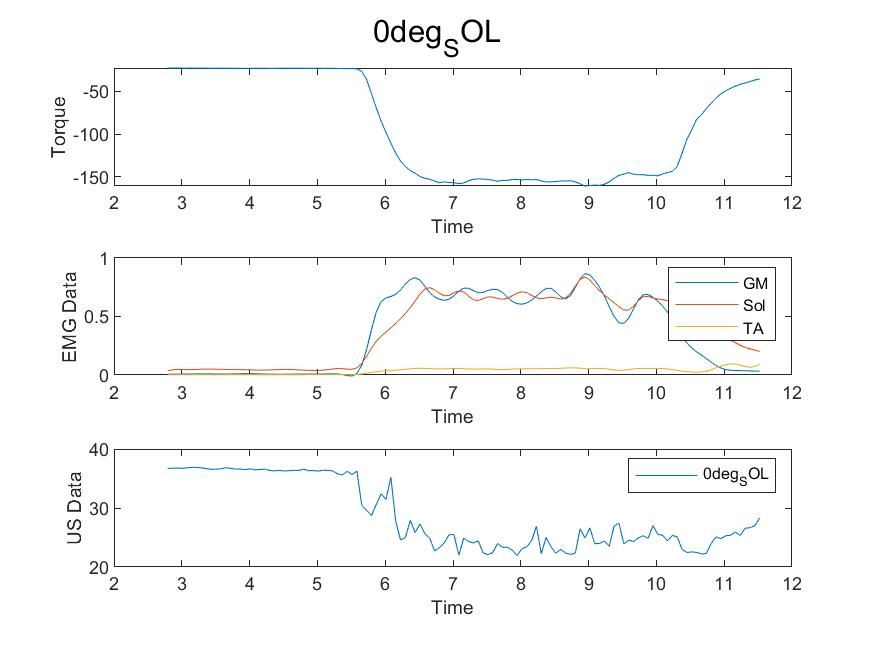 0deg_SOL
-50
-100
-150
Torque
2 3 4 5 6 7 8 9 10 11 12
Time
1
0.5
0
EMG Data
GM
Sol
TA
2 3 4 5 6 7 8 9 10 11 12
Time
40
30
20
US Data
0deg_SOL
2 3 4 5 6 7 8 9 10 11 12
Time